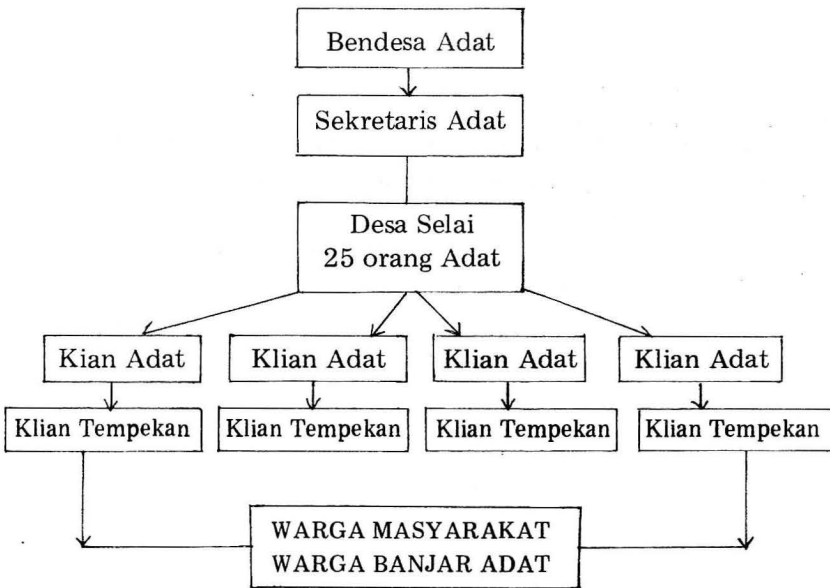 Bendesa Adat
Sekretaris Adat
Desa Selai
25 orang Adat
Kian Adat Klian Adat Klian Adat Klian Adat
Klian Tempekan Klian Tempekan Klian Tempekan Klian Tempekan
WARGA MASYARAKAT
WARGA BANJAR ADAT